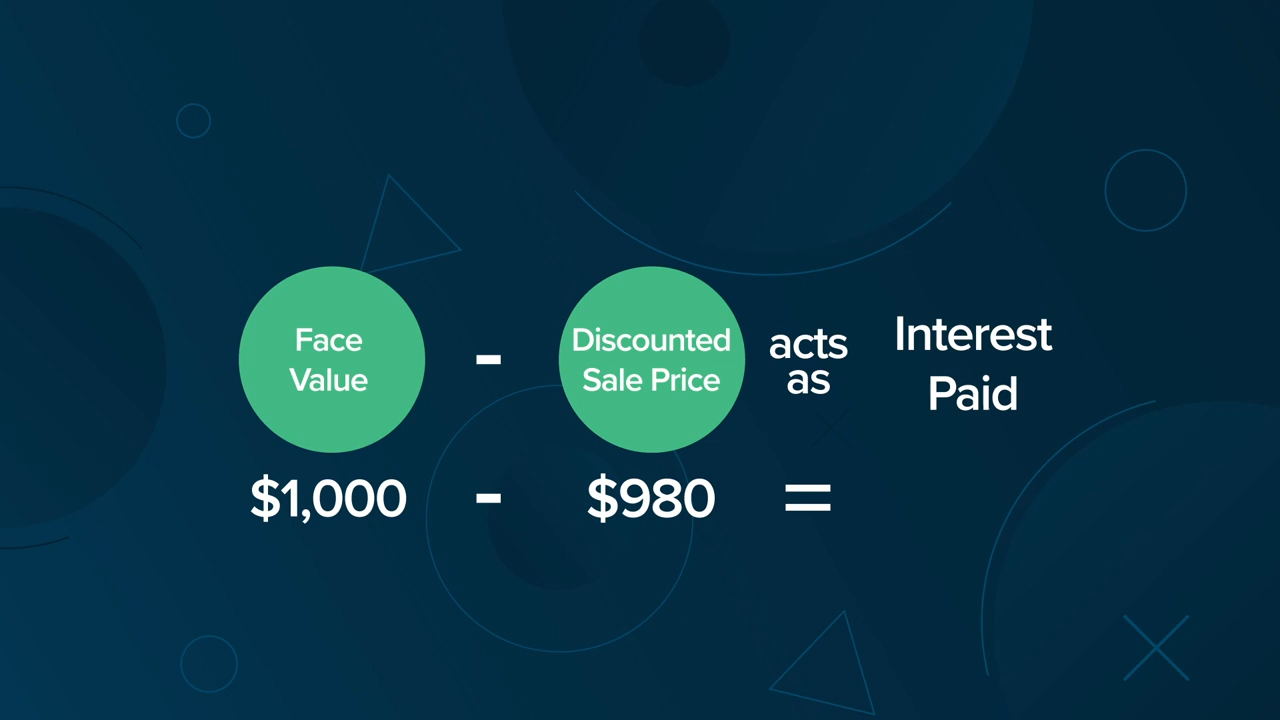 Face
Value
-
Discounted
Sale Price
acts
as
Interest
Paid
$1,000 - $980 =